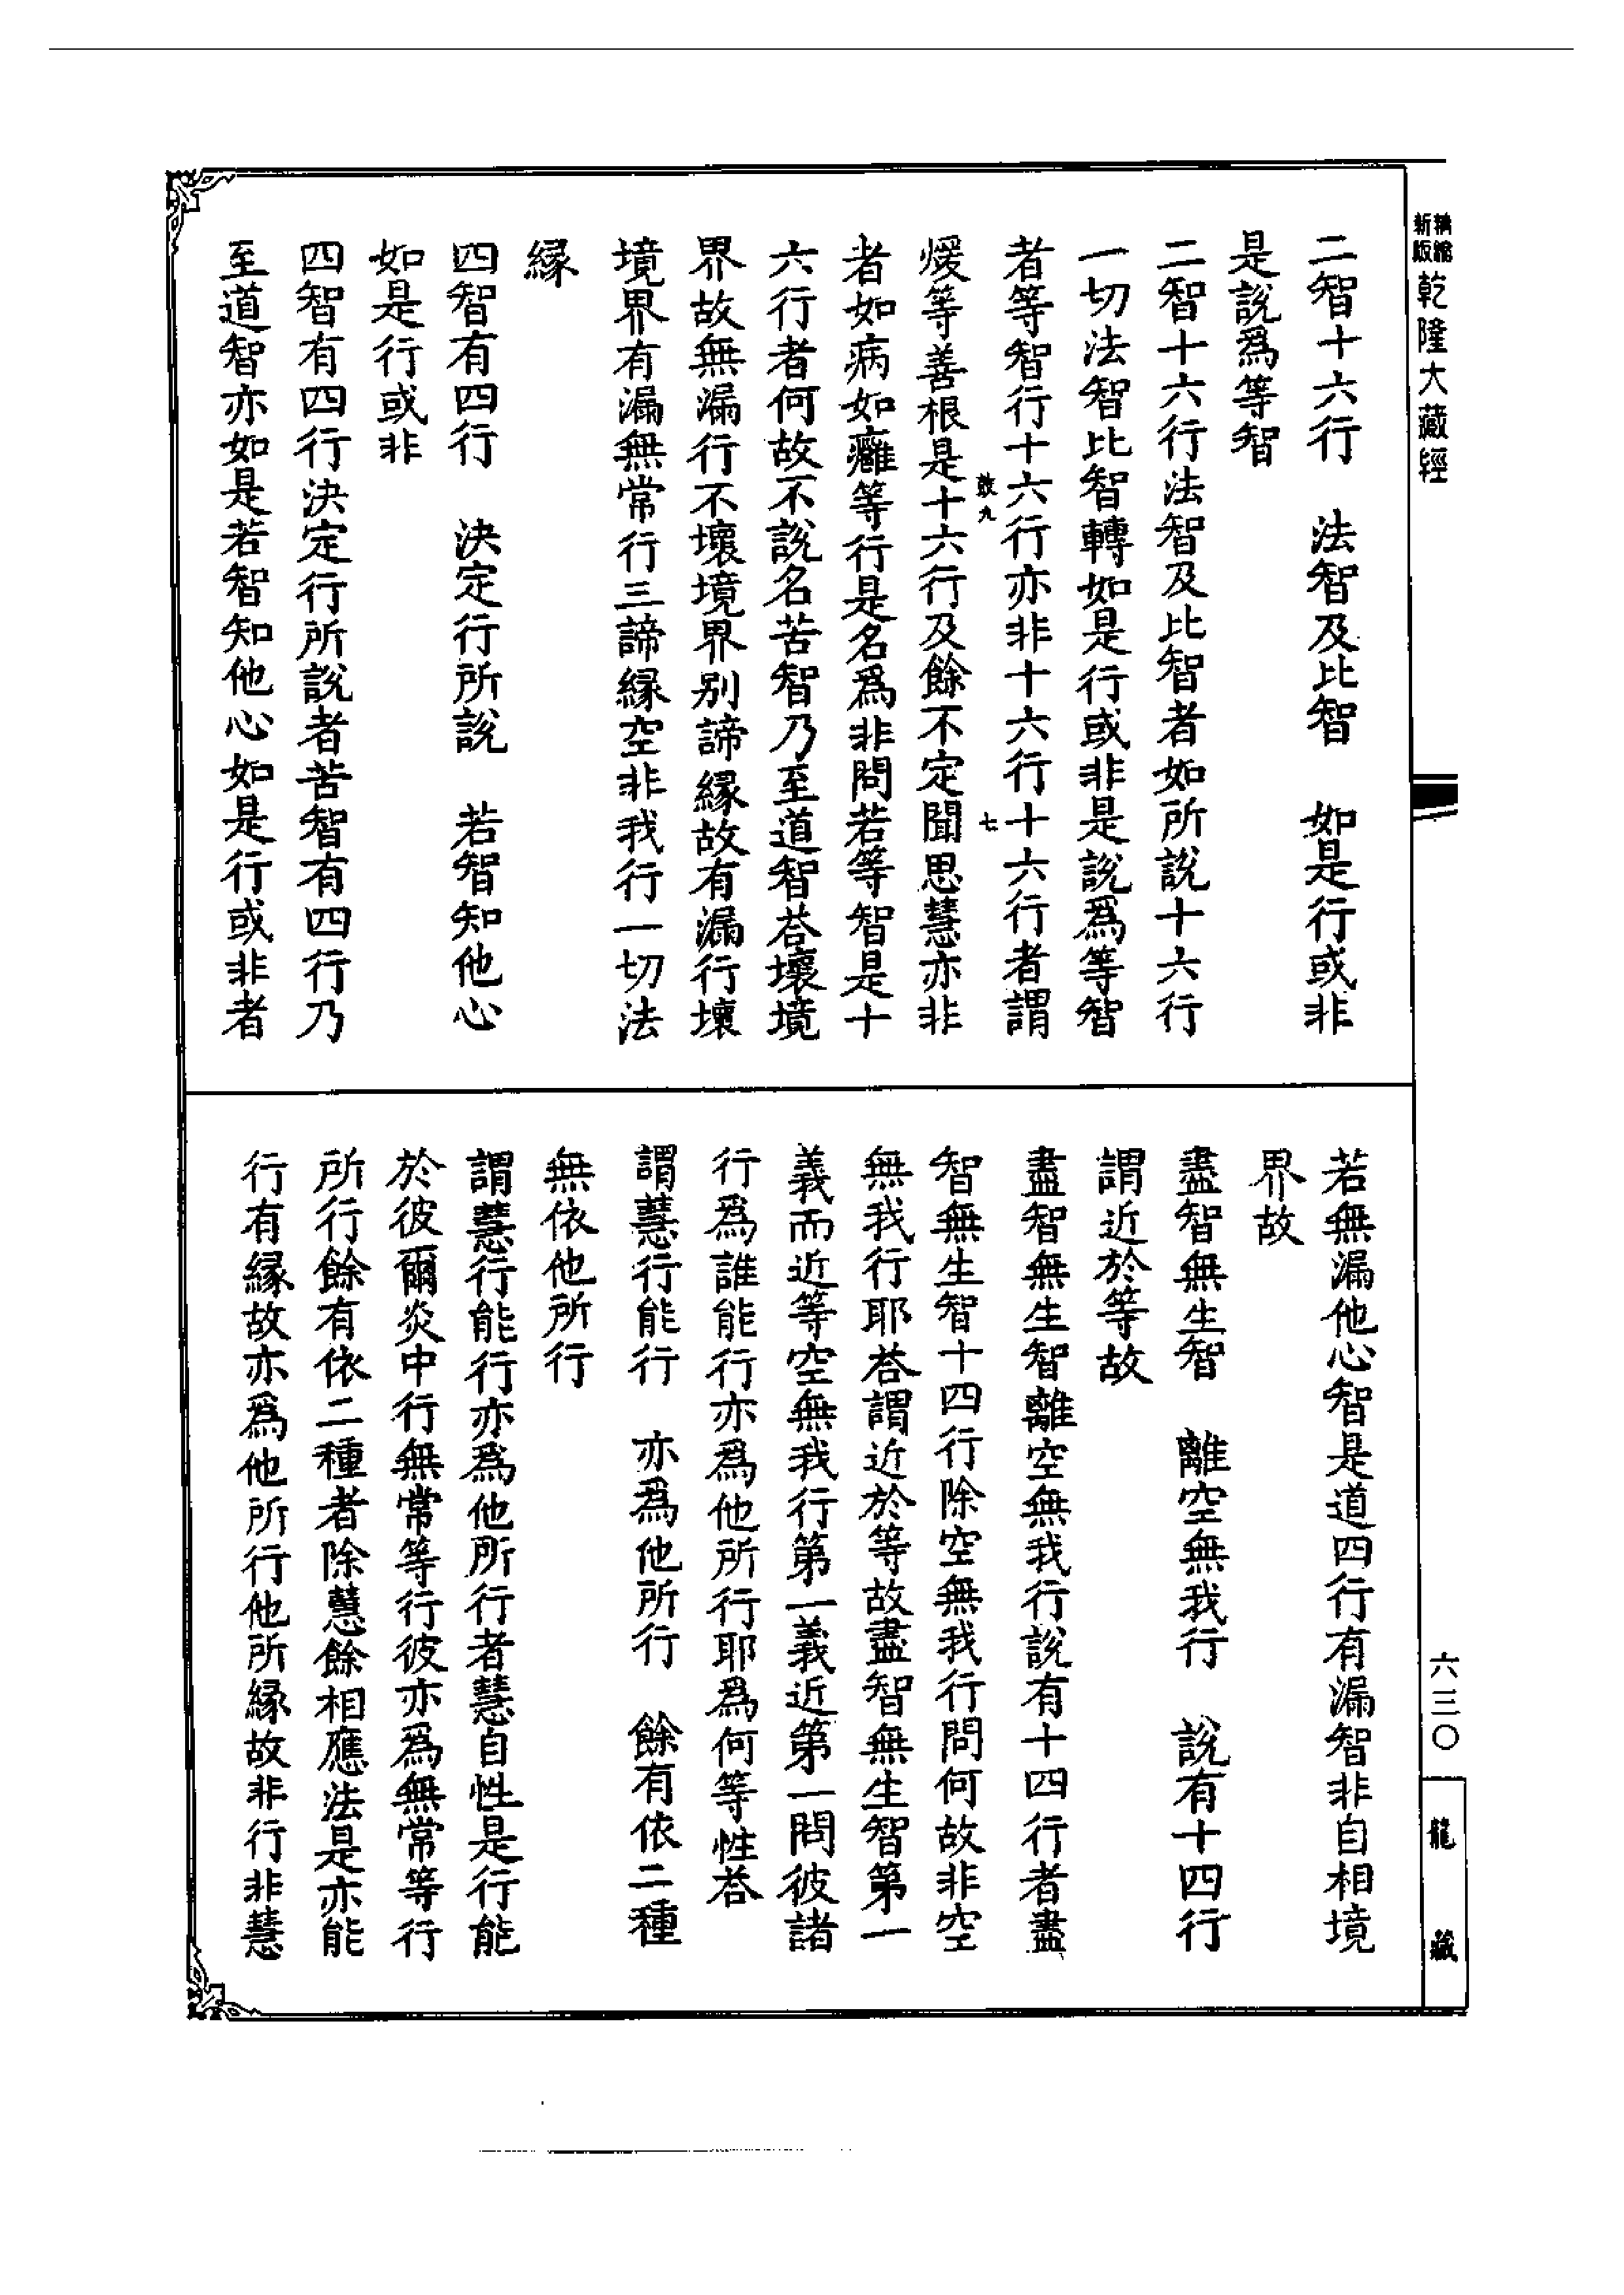 新版精縮
乾隆大藏經
二智十六行　法智及比智　如是行或非
是說爲等智
二智十六行法智及比智者如所說十六行
一切法智比智轉如是行或非是說爲等智
者等智行十六行亦非十六行十六行者謂
煖等善根是十六行及餘不定聞思慧亦非
者如病如癰等行是名爲非問若等智是十
六行者何故不說名苦智乃至道智荅壞境
界故無漏行不壞境界別諦緣故有漏行壞
境界有漏無常行三諦緣空非我行一切法
緣
四智有四行　決定行所說　若智知他心
如是行或非
四智有四行決定行所說者苦智有四行乃
至道智亦如是若智知他心如是行或非者
七
若無漏他心智是道四行有漏智非自相境
界故
盡智無生智　離空無我行　說有十四行
謂近於等故
盡智無生智離空無我行說有十四行者盡
智無生智十四行除空無我行問何故非空
無我行耶荅謂近於等故盡智無生智第一
義而近等空無我行第一義近第一問彼諸
行爲誰能行亦爲他所行耶爲何等性荅
謂慧行能行　亦爲他所行　餘有依二種
無依他所行
謂慧行能行亦爲他所行者慧自性是行能
於彼爾炎中行無常等行彼亦爲無常等行
所行餘有依二種者除慧餘相應法是亦能
行有緣故亦爲他所行他所緣故非行非慧
六三〇
龍藏